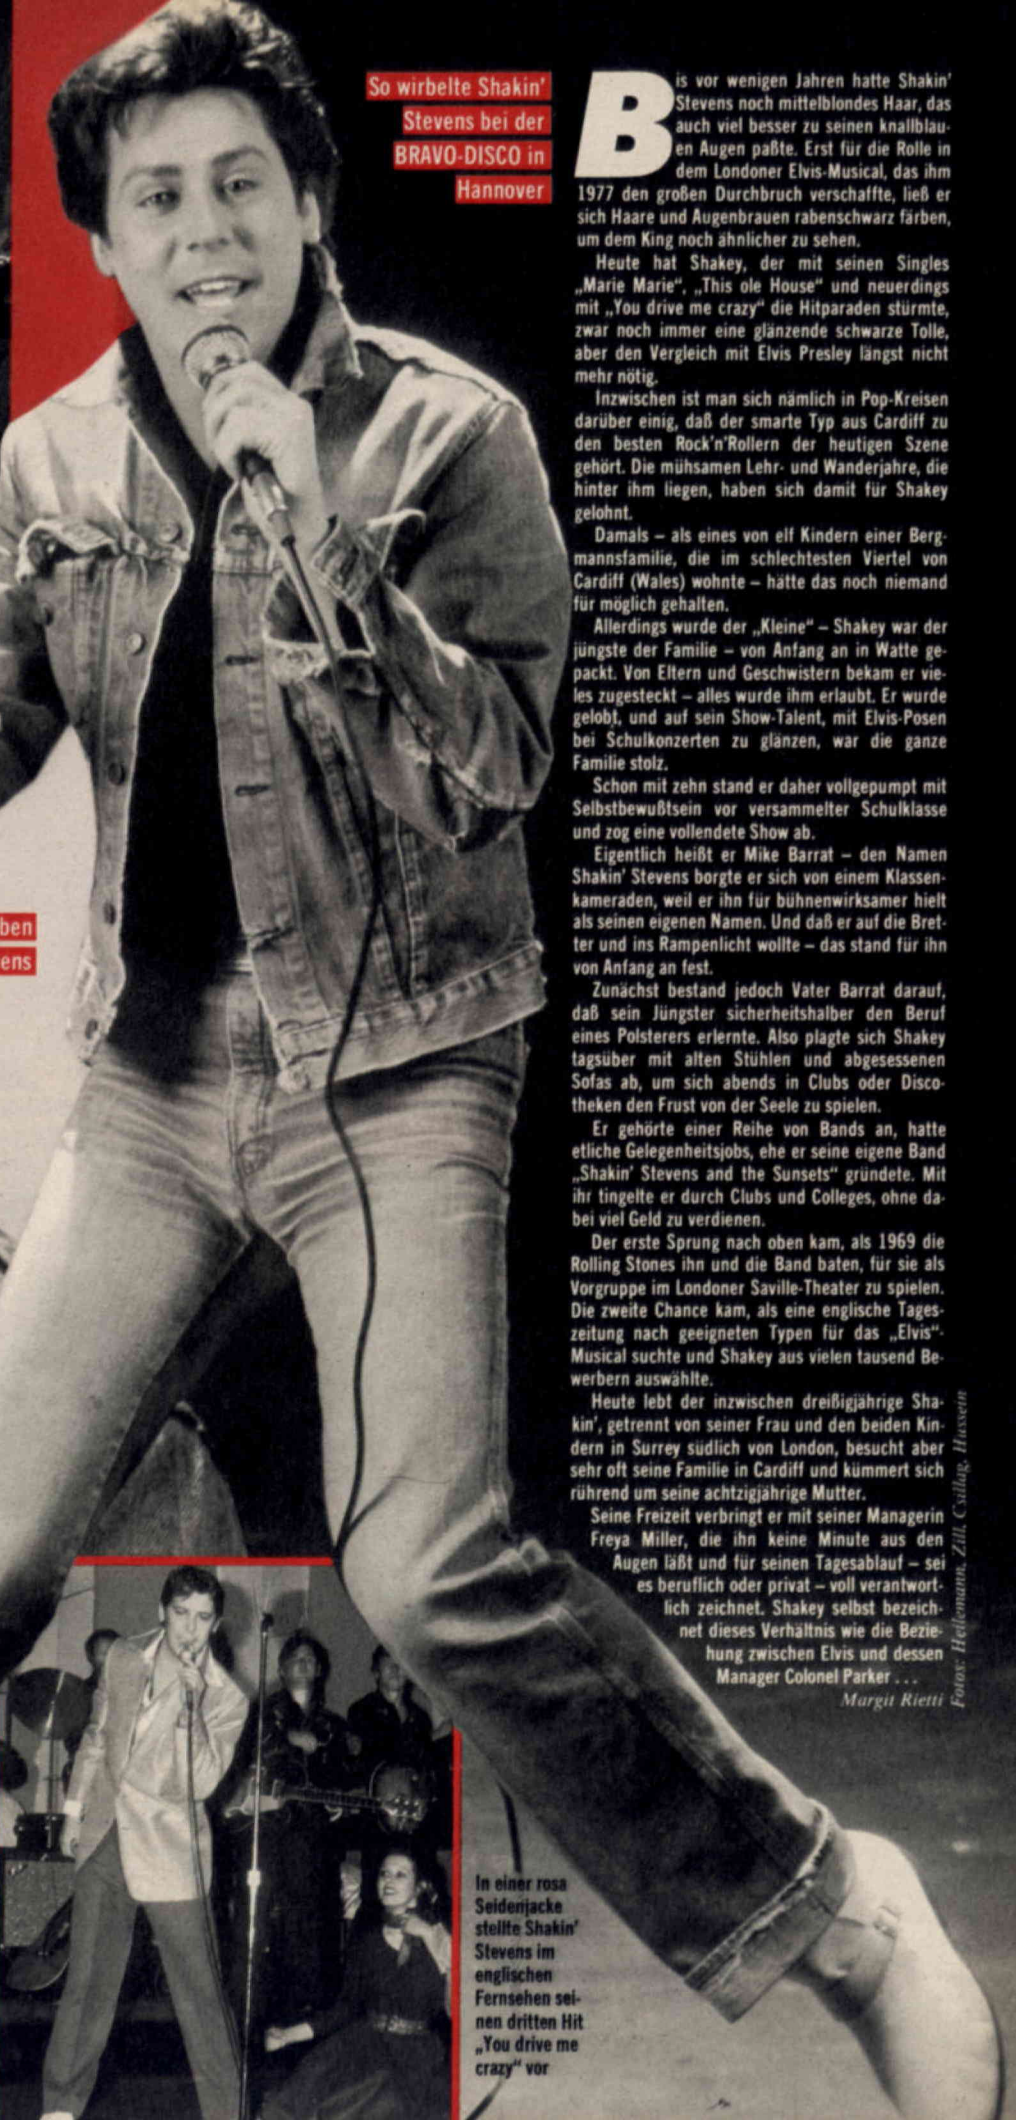 So wirbelte Shakin'
Stevens bei der
BRAVO-DISCO in
Hannover
Bis vor wenigen Jahren hatte Shakin'
Stevens noch mittelblondes Haar, das
auch viel besser zu seinen knallblau-
en Augen paßte. Erst für die Rolle in
dem Londoner Elvis-Musical, das ihm
1977 den großen Durchbruch verschaffte, ließ er
sich Haare und Augenbrauen rabenschwarz färben,
um dem King noch ähnlicher zu sehen.
Heute hat Shakey, der mit seinen Singles
„Marie Marie“, „This ole House“ und neuerdings
mit „You drive me crazy“ die Hitparaden stürmte,
zwar noch immer eine glänzende schwarze Tolle,
aber den Vergleich mit Elvis Presley längst nicht
mehr nötig.
Inzwischen ist man sich nämlich in Pop-Kreisen
darüber einig, daß der smarte Typ aus Cardiff zu
den besten Rock'n'Rollern der heutigen Szene
gehört. Die mühsamen Lehr- und Wanderjahre, die
hinter ihm liegen, haben sich damit für Shakey
gelohnt.
Damals – als eines von elf Kindern einer Berg-
mannsfamilie, die im schlechtesten Viertel von
Cardiff (Wales) wohnte – hätte das noch niemand
für möglich gehalten.
Allerdings wurde der „Kleine“ – Shakey war der
jüngste der Familie – von Anfang an in Watte ge-
packt. Von Eltern und Geschwistern bekam er vie-
les zugesteckt – alles wurde ihm erlaubt. Er wurde
gelobt, und auf sein Show-Talent, mit Elvis-Posen
bei Schulkonzerten zu glänzen, war die ganze
Familie stolz.
Schon mit zehn stand er daher vollgepumpt mit
Selbstbewußtsein vor versammelter Schulklasse
und zog eine vollendete Show ab.
Eigentlich heißt er Mike Barrat – den Namen
Shakin' Stevens borgte er sich von einem Klassen-
kameraden, weil er ihn für bühnenwirksamer hielt
als seinen eigenen Namen. Und daß er auf die Bret-
ter und ins Rampenlicht wollte – das stand für ihn
von Anfang an fest.
Zunächst bestand jedoch Vater Barrat darauf,
daß sein Jüngster sicherheitshalber den Beruf
eines Polsterers erlernte. Also plagte sich Shakey
tagsüber mit alten Stühlen und abgesessenen
Sofas ab, um sich abends in Clubs oder Disco-
theken den Frust von der Seele zu spielen.
Er gehörte einer Reihe von Bands an, hatte
etliche Gelegenheitsjobs, ehe er seine eigene Band
„Shakin' Stevens and the Sunsets“ gründete. Mit
ihr tingelte er durch Clubs und Colleges, ohne da-
bei viel Geld zu verdienen.
Der erste Sprung nach oben kam, als 1969 die
Rolling Stones ihn und die Band baten, für sie als
Vorgruppe im Londoner Saville-Theater zu spielen.
Die zweite Chance kam, als eine englische Tages-
zeitung nach geeigneten Typen für das „Elvis“-
Musical suchte und Shakey aus vielen tausend Be-
werbern auswählte.
Heute lebt der inzwischen dreißigjährige Sha-
kin', getrennt von seiner Frau und den beiden Kin-
dern in Surrey südlich von London, besucht aber
sehr oft seine Familie in Cardiff und kümmert sich
rührend um seine achtzigjährige Mutter.
Seine Freizeit verbringt er mit seiner Managerin
Freya Miller, die ihn keine Minute aus den
Augen läßt und für seinen Tagesablauf – sei
es beruflich oder privat – voll verantwort-
lich zeichnet. Shakey selbst bezeich-
net dieses Verhältnis wie die Bezie-
hung zwischen Elvis und dessen
Manager Colonel Parker . . .
Margit Rietti
Fotos: Heilemann, Zill, Csillag, Hussein
ben
ens
In einer rosa
Seidenjacke
stellte Shakin'
Stevens im
englischen
Fernsehen sei-
nen dritten Hit
„You drive me
crazy“ vor